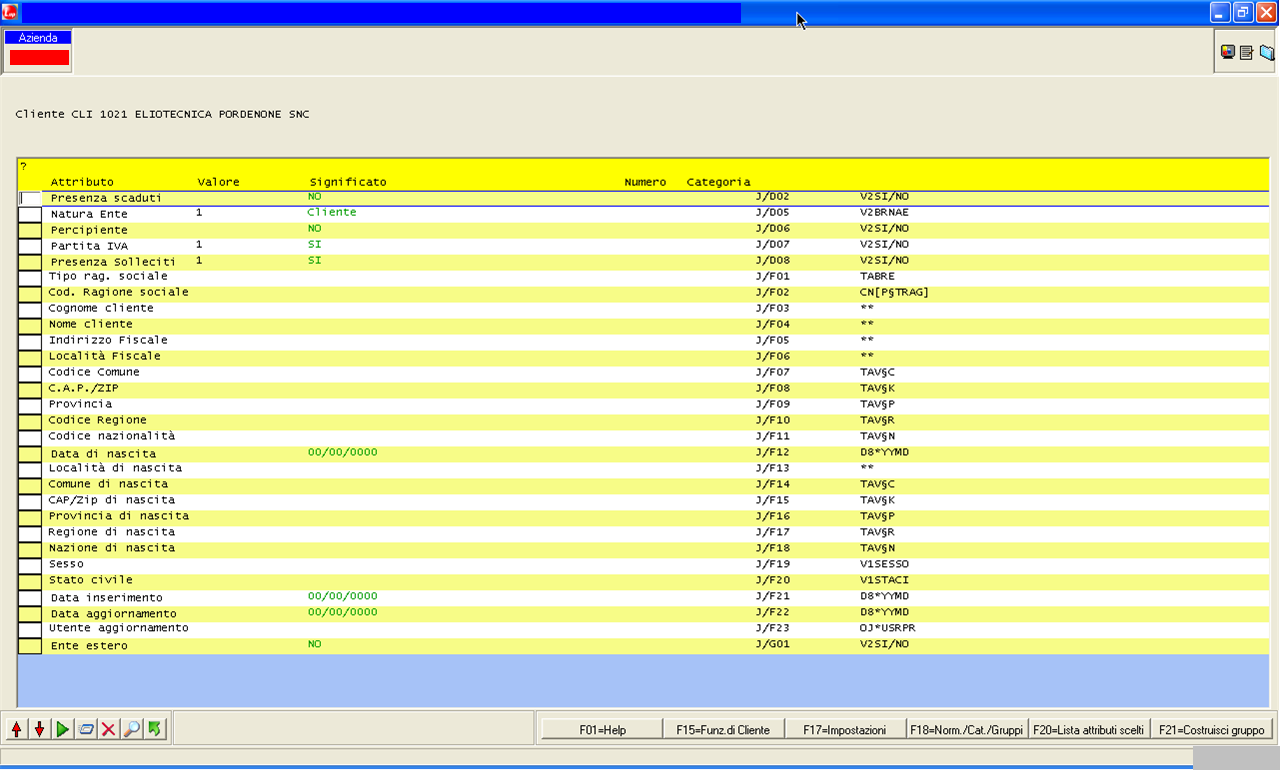 Azienda
Cliente CLI 1021 ELIOTECNICA PORDENONE SNC
?
Attributo Valore Significato Numero Categoria
Presenza scaduti NO J/D02 V2SI/NO
Natura Ente 1 Cliente J/D05 V2BRNAE
Percipiente NO J/D06 V2SI/NO
Partita IVA 1 SI J/D07 V2SI/NO
Presenza Solleciti 1 SI J/D08 V2SI/NO
Tipo rag. sociale J/F01 TABRE
Cod. Ragione sociale J/F02 CN[P§TRAG]
Cognome cliente J/F03 **
Nome cliente J/F04 **
Indirizzo Fiscale J/F05 **
Località Fiscale J/F06 **
Codice Comune J/F07 TAV§C
C.A.P./ZIP J/F08 TAV§K
Provincia J/F09 TAV§P
Codice Regione J/F10 TAV§R
Codice nazionalità J/F11 TAV§N
Data di nascita 00/00/0000 J/F12 D8*YYMD
Località di nascita J/F13 **
Comune di nascita J/F14 TAV§C
CAP/Zip di nascita J/F15 TAV§K
Provincia di nascita J/F16 TAV§P
Regione di nascita J/F17 TAV§R
Nazione di nascita J/F18 TAV§N
Sesso J/F19 V1SESSO
Stato civile J/F20 V1STACI
Data inserimento 00/00/0000 J/F21 D8*YYMD
Data aggiornamento 00/00/0000 J/F22 D8*YYMD
Utente aggiornamento J/F23 OJ*USRPR
Ente estero NO J/G01 V2SI/NO
F01=Help F15=Funz.di Cliente F17=Impostazioni F18=Norm./Cat./Gruppi F20=Lista attributi scelti F21=Costruisci gruppo